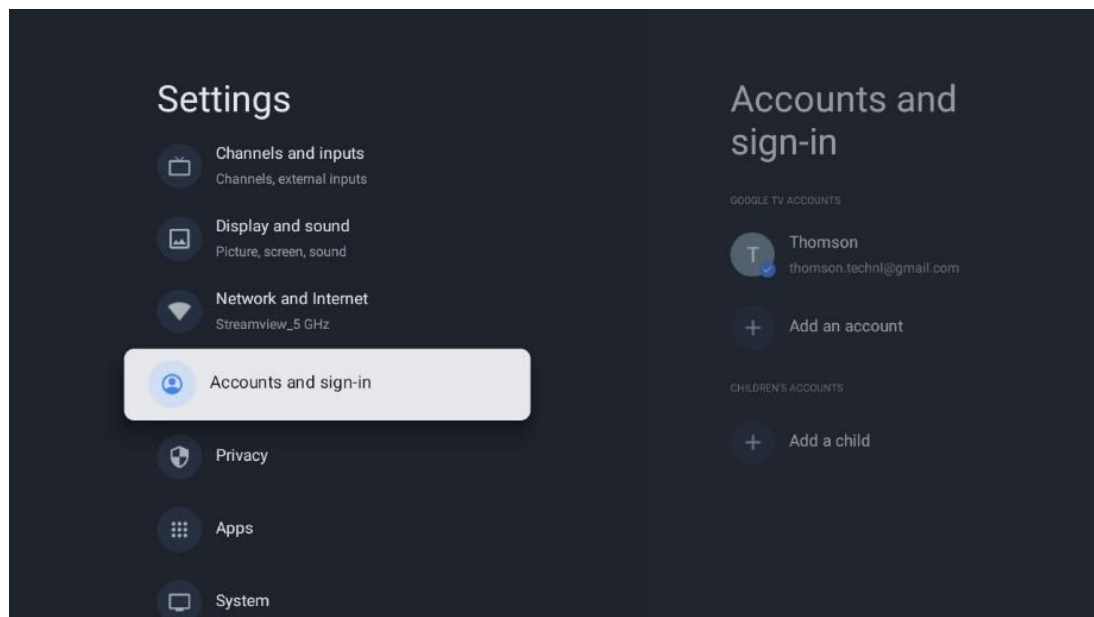 Settings
Channels and inputs
Channels, external inputs
Display and sound
Picture, screen, sound
Network and Internet
Streamview_5 GHz
Accounts and sign-in
Privacy
Apps
System
Accounts and
sign-in
GOOGLE TV ACCOUNTS
T
Thomson
thomson.technl@gmail.com
Add an account
CHILDREN'S ACCOUNTS
Add a child